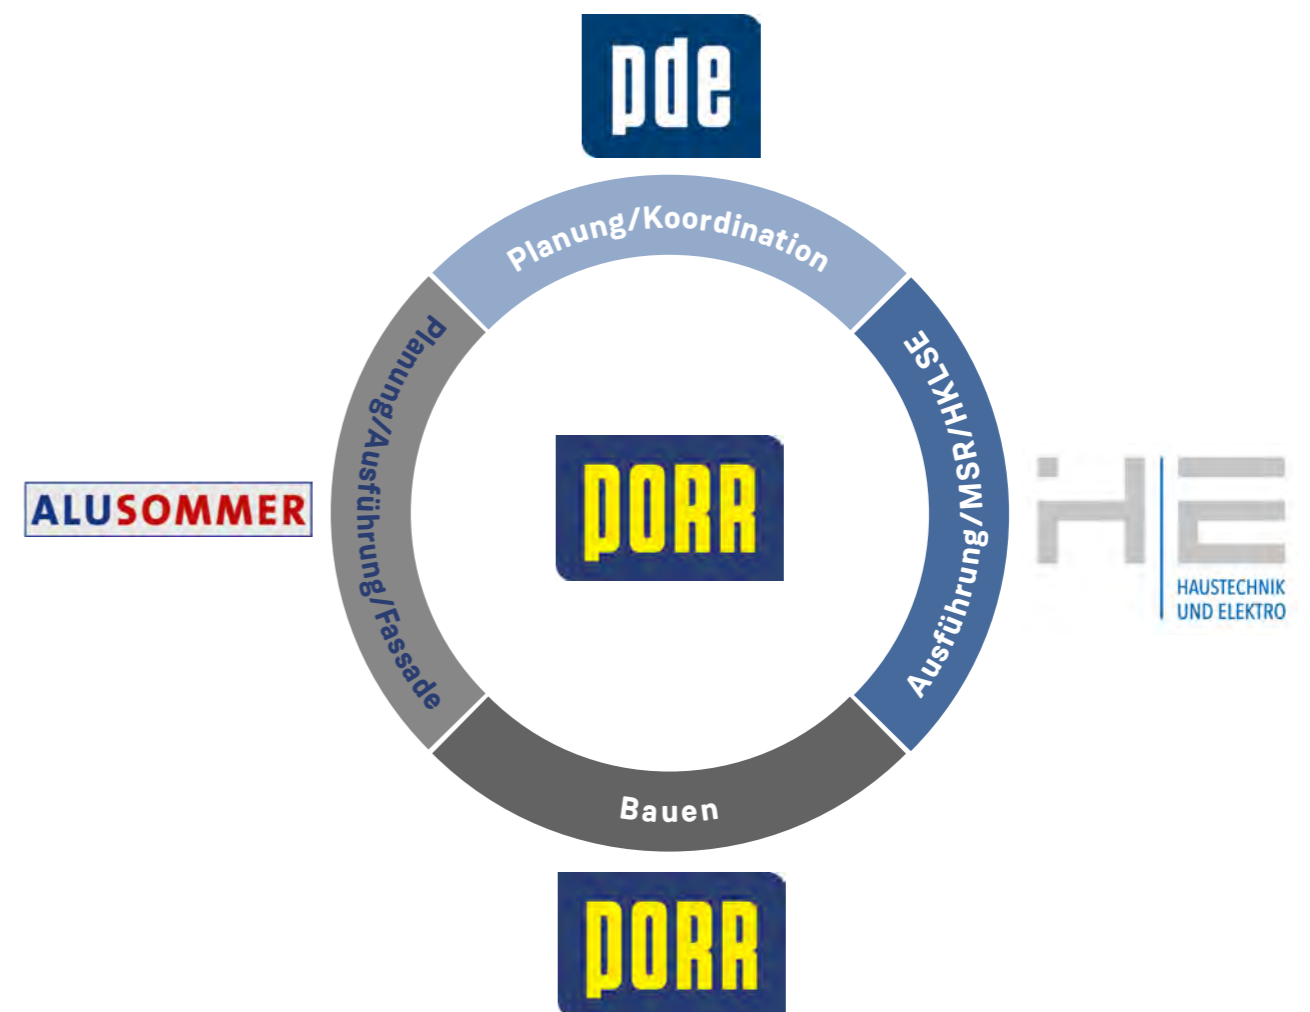 pde
Planung/Koordination
Planung/Ausführung/Fassade
Ausführung/MSR/HKLSE
ALUSOMMER
PORR
HE
HAUSTECHNIK
UND ELEKTRO
Bauen
PORR